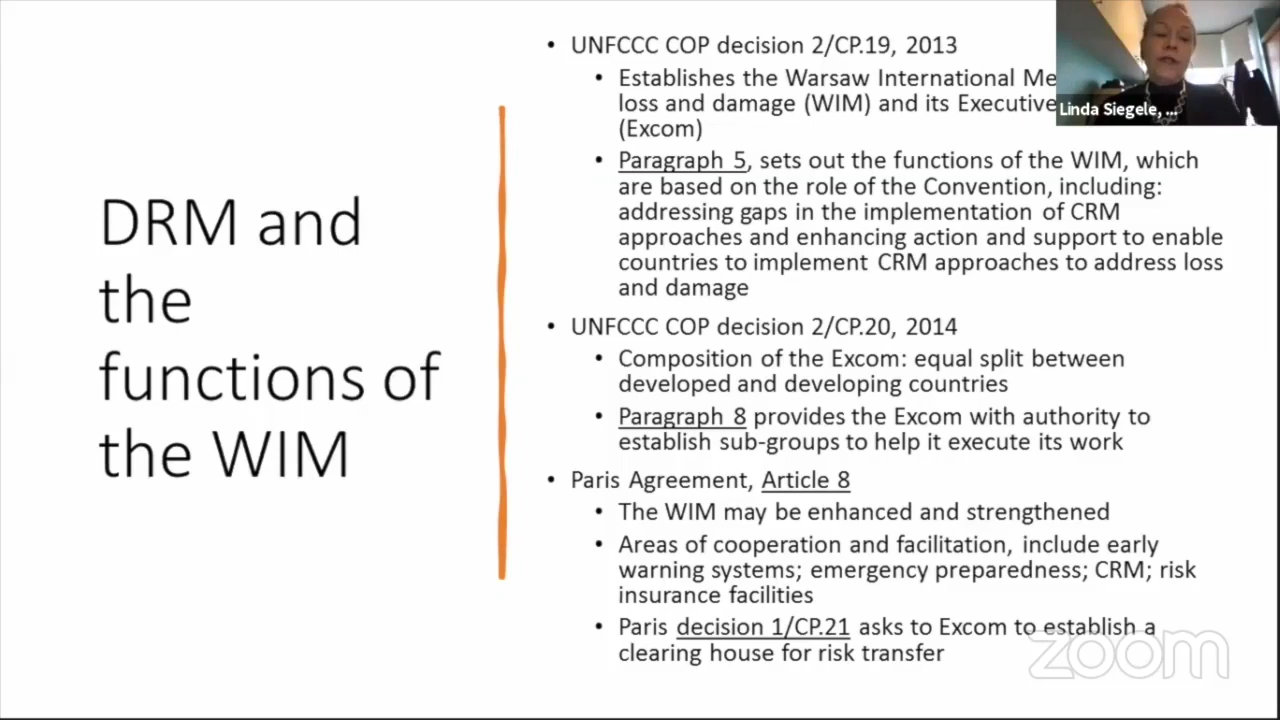 DRM and
the
functions of
the WIM
• UNFCCC COP decision 2/CP.19, 2013
• Establishes the Warsaw International Me
loss and damage (WIM) and its Executive
(Excom)
• Paragraph 5, sets out the functions of the WIM, which
are based on the role of the Convention, including:
addressing gaps in the implementation of CRM
approaches and enhancing action and support to enable
countries to implement CRM approaches to address loss
and damage
• UNFCCC COP decision 2/CP.20, 2014
• Composition of the Excom: equal split between
developed and developing countries
• Paragraph 8 provides the Excom with authority to
establish sub-groups to help it execute its work
• Paris Agreement, Article 8
• The WIM may be enhanced and strengthened
• Areas of cooperation and facilitation, include early
warning systems; emergency preparedness; CRM; risk
insurance facilities
• Paris decision 1/CP.21 asks to Excom to establish a
clearing house for risk transfer
Linda Siegele, ...
zoom